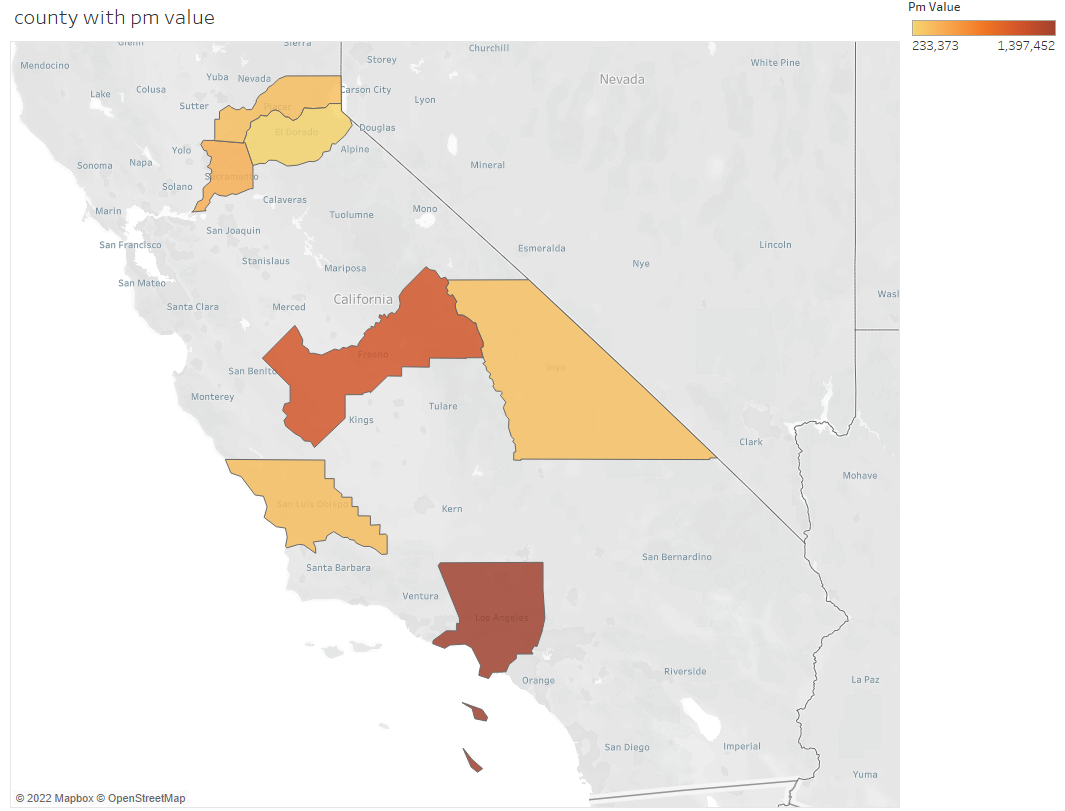 county with pm value
Pm Value
233,373
1,397,452
Glenn
Sierra
Churchill
Mendocino
Storey
White Pine
Yuba
Nevada
Nevada
Colusa
Carson City
Lake
Lyon
Sutter
Placer
Douglas
El Dorado
Yolo
Alpine
Sonoma
Napa
Mineral
Sacramento
Solano
Calaveras
Marin
Tuolumne
Mono
San Joaquin
San Francisco
Esmeralda
Lincoln
Stanislaus
Nye
Mariposa
San Mateo
Wash
California
Santa Clara
Merced
Fresno
Inyo
San Benito
Monterey
Tulare
Kings
Clark
Mohave
San Luis Obispo
Kern
San Bernardino
Santa Barbara
Ventura
Los Angeles
Riverside
Orange
La Paz
San Diego
Imperial
Yuma
© 2022 Mapbox © OpenStreetMap